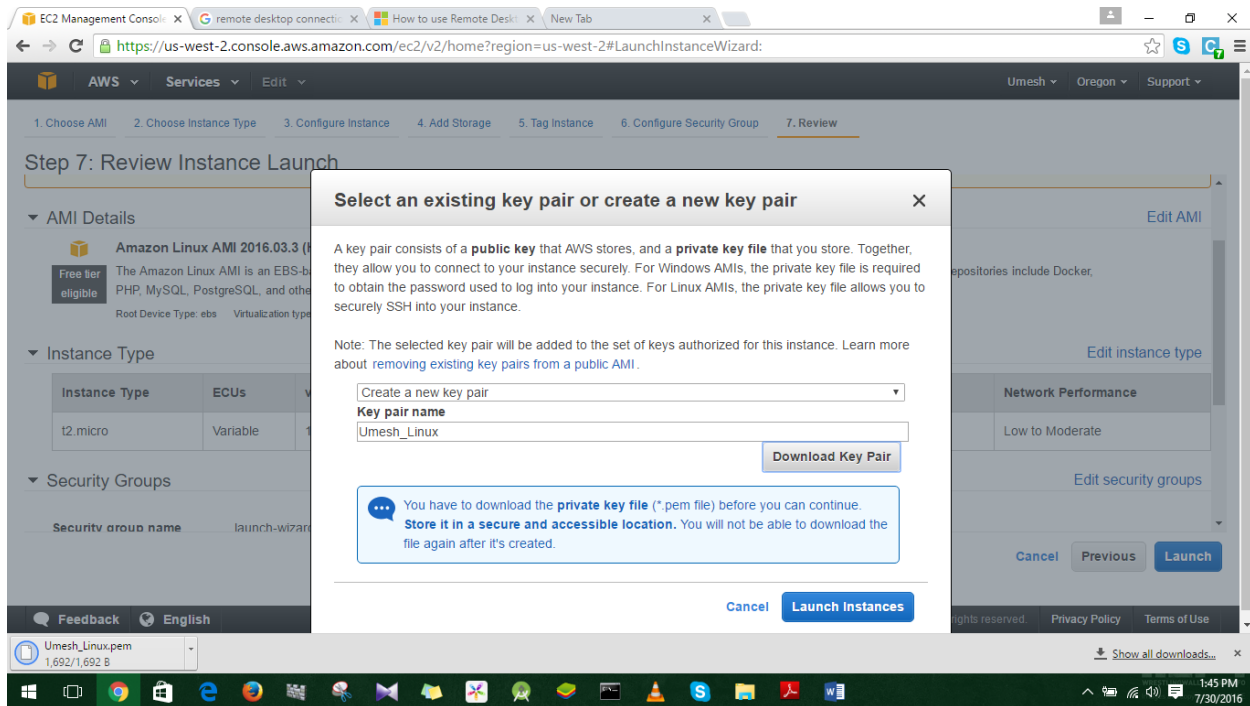 EC2 Management Console
remote desktop connectic
How to use Remote Deskt
New Tab
https://us-west-2.console.aws.amazon.com/ec2/v2/home?region=us-west-2#LaunchInstanceWizard:
AWS Services Edit Umesh Oregon Support
1. Choose AMI 2. Choose Instance Type 3. Configure Instance 4. Add Storage 5. Tag Instance 6. Configure Security Group 7. Review
Step 7: Review Instance Launch
AMI Details Edit AMI
Amazon Linux AMI 2016.03.3 (H
Free tier eligible
The Amazon Linux AMI is an EBS-ba epositories include Docker,
PHP, MySQL, PostgreSQL, and othe
Root Device Type: ebs Virtualization type
Instance Type Edit instance type
Instance Type ECUs v Network Performance
t2.micro Variable 1 Low to Moderate
Security Groups Edit security groups
Security group name launch-wizard
Cancel Previous Launch
Select an existing key pair or create a new key pair
A key pair consists of a public key that AWS stores, and a private key file that you store. Together,
they allow you to connect to your instance securely. For Windows AMIs, the private key file is required
to obtain the password used to log into your instance. For Linux AMIs, the private key file allows you to
securely SSH into your instance.
Note: The selected key pair will be added to the set of keys authorized for this instance. Learn more
about removing existing key pairs from a public AMI.
Create a new key pair
Key pair name
Umesh_Linux
Download Key Pair
You have to download the private key file (*.pem file) before you can continue.
Store it in a secure and accessible location. You will not be able to download the
file again after it's created.
Cancel Launch Instances
Feedback English rights reserved. Privacy Policy Terms of Use
Umesh_Linux.pem
1,692/1,692 B
Show all downloads...
1:45 PM
7/30/2016